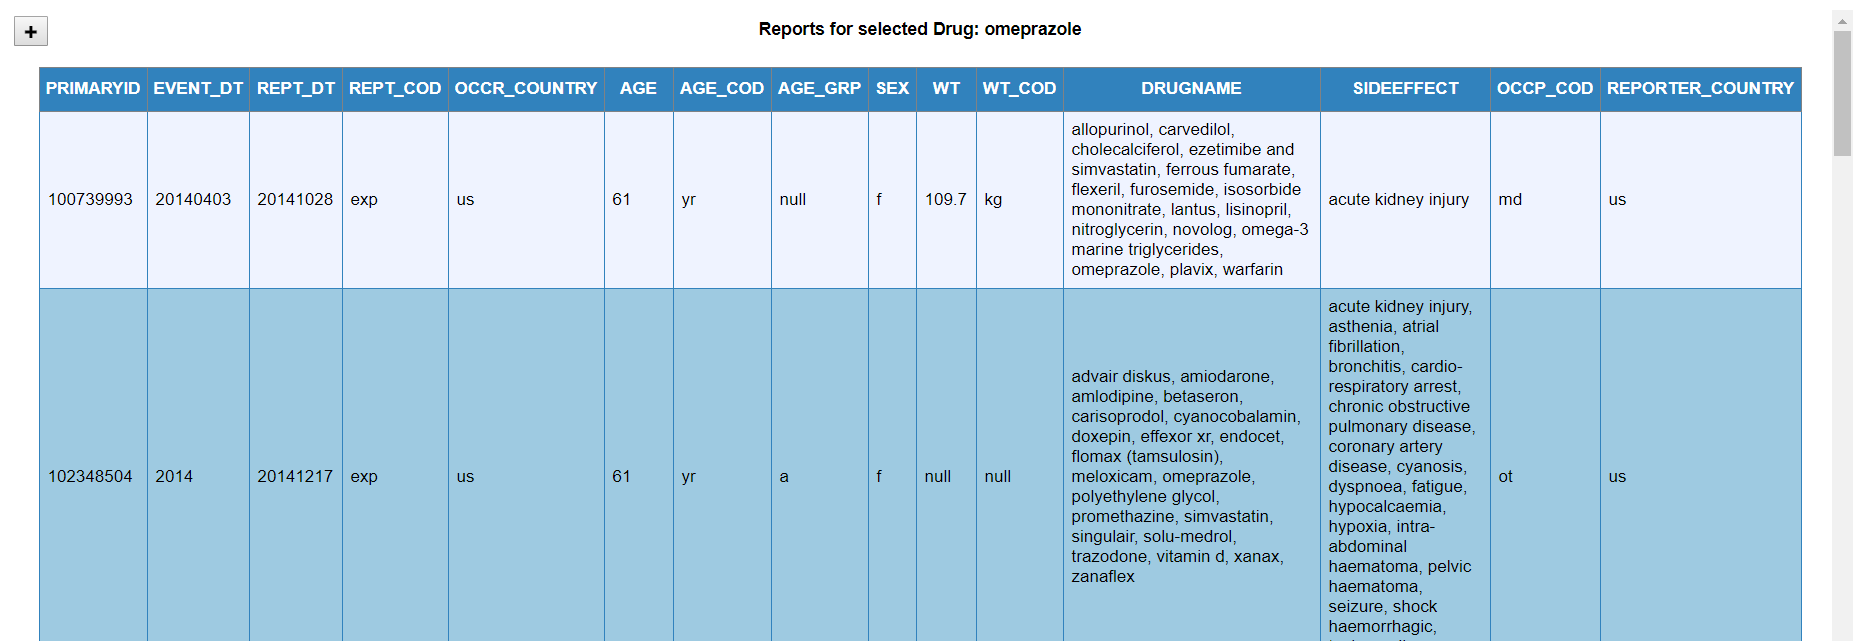 +
Reports for selected Drug: omeprazole
PRIMARYID EVENT_DT REPT_DT REPT_COD OCCR_COUNTRY AGE AGE_COD AGE_GRP SEX WT WT_COD DRUGNAME SIDEEFFECT OCCP_COD REPORTER_COUNTRY
100739993 20140403 20141028 exp us 61 yr null f 109.7 kg
allopurinol, carvedilol,
cholecalciferol, ezetimibe and
simvastatin, ferrous fumarate,
flexeril, furosemide, isosorbide
mononitrate, lantus, lisinopril,
nitroglycerin, novolog, omega-3
marine triglycerides,
omeprazole, plavix, warfarin
acute kidney injury
md us
102348504 2014 20141217 exp us 61 yr a f null null
advair diskus, amiodarone,
amlodipine, betaseron,
carisoprodol, cyanocobalamin,
doxepin, effexor xr, endocet,
flomax (tamsulosin),
meloxicam, omeprazole,
polyethylene glycol,
promethazine, simvastatin,
singulair, solu-medrol,
trazodone, vitamin d, xanax,
zanaflex
acute kidney injury,
asthenia, atrial
fibrillation,
bronchitis, cardio-
respiratory arrest,
chronic obstructive
pulmonary disease,
coronary artery
disease, cyanosis,
dyspnoea, fatigue,
hypocalcaemia,
hypoxia, intra-
abdominal
haematoma, pelvic
haematoma,
seizure, shock
haemorrhagic,
ot us